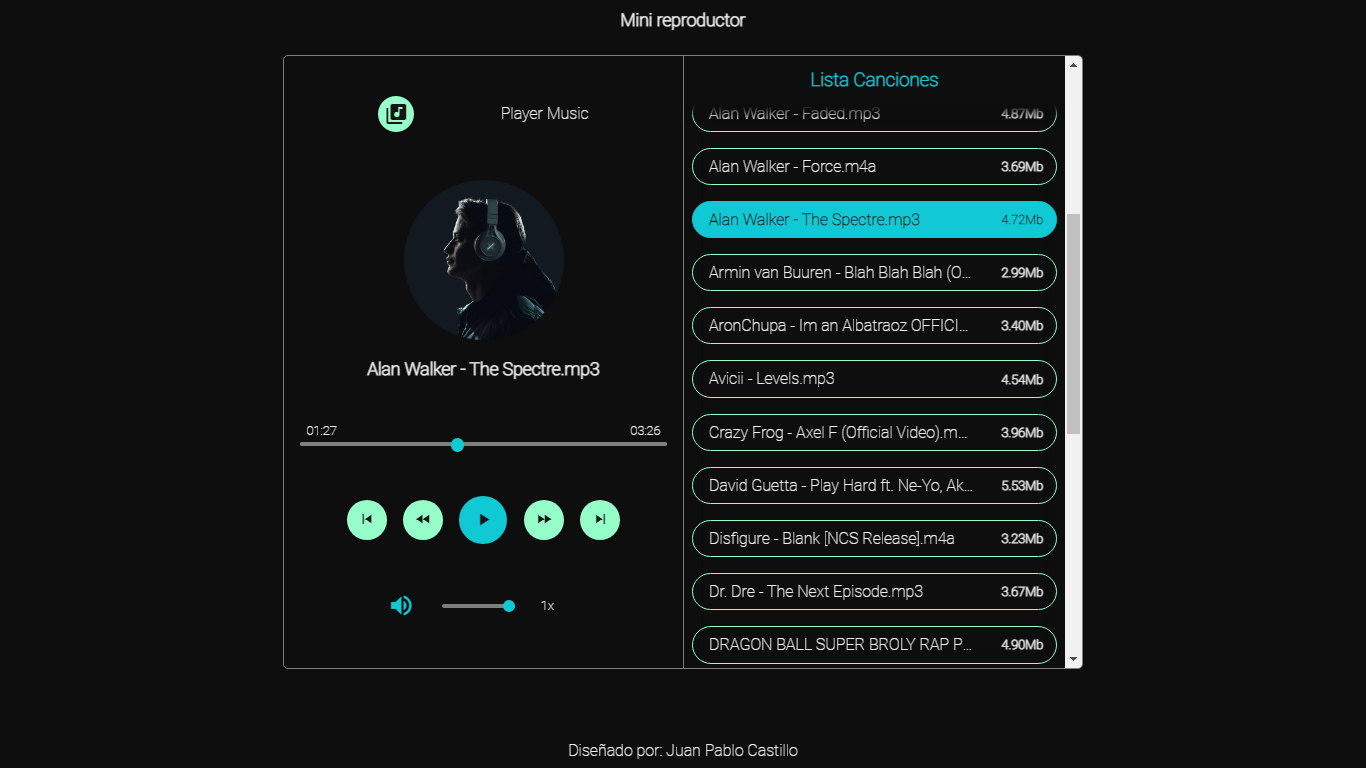 Mini reproductor
Player Music
Alan Walker - The Spectre.mp3
01:27 03:26
1x
Lista Canciones
Alan Walker - Faded.mp3 4.87Mb
Alan Walker - Force.m4a 3.69Mb
Alan Walker - The Spectre.mp3 4.72Mb
Armin van Buuren - Blah Blah Blah (O... 2.99Mb
AronChupa - Im an Albatraoz OFFICI... 3.40Mb
Avicii - Levels.mp3 4.54Mb
Crazy Frog - Axel F (Official Video).m... 3.96Mb
David Guetta - Play Hard ft. Ne-Yo, Ak... 5.53Mb
Disfigure - Blank [NCS Release].m4a 3.23Mb
Dr. Dre - The Next Episode.mp3 3.67Mb
DRAGON BALL SUPER BROLY RAP P... 4.90Mb
Diseñado por: Juan Pablo Castillo